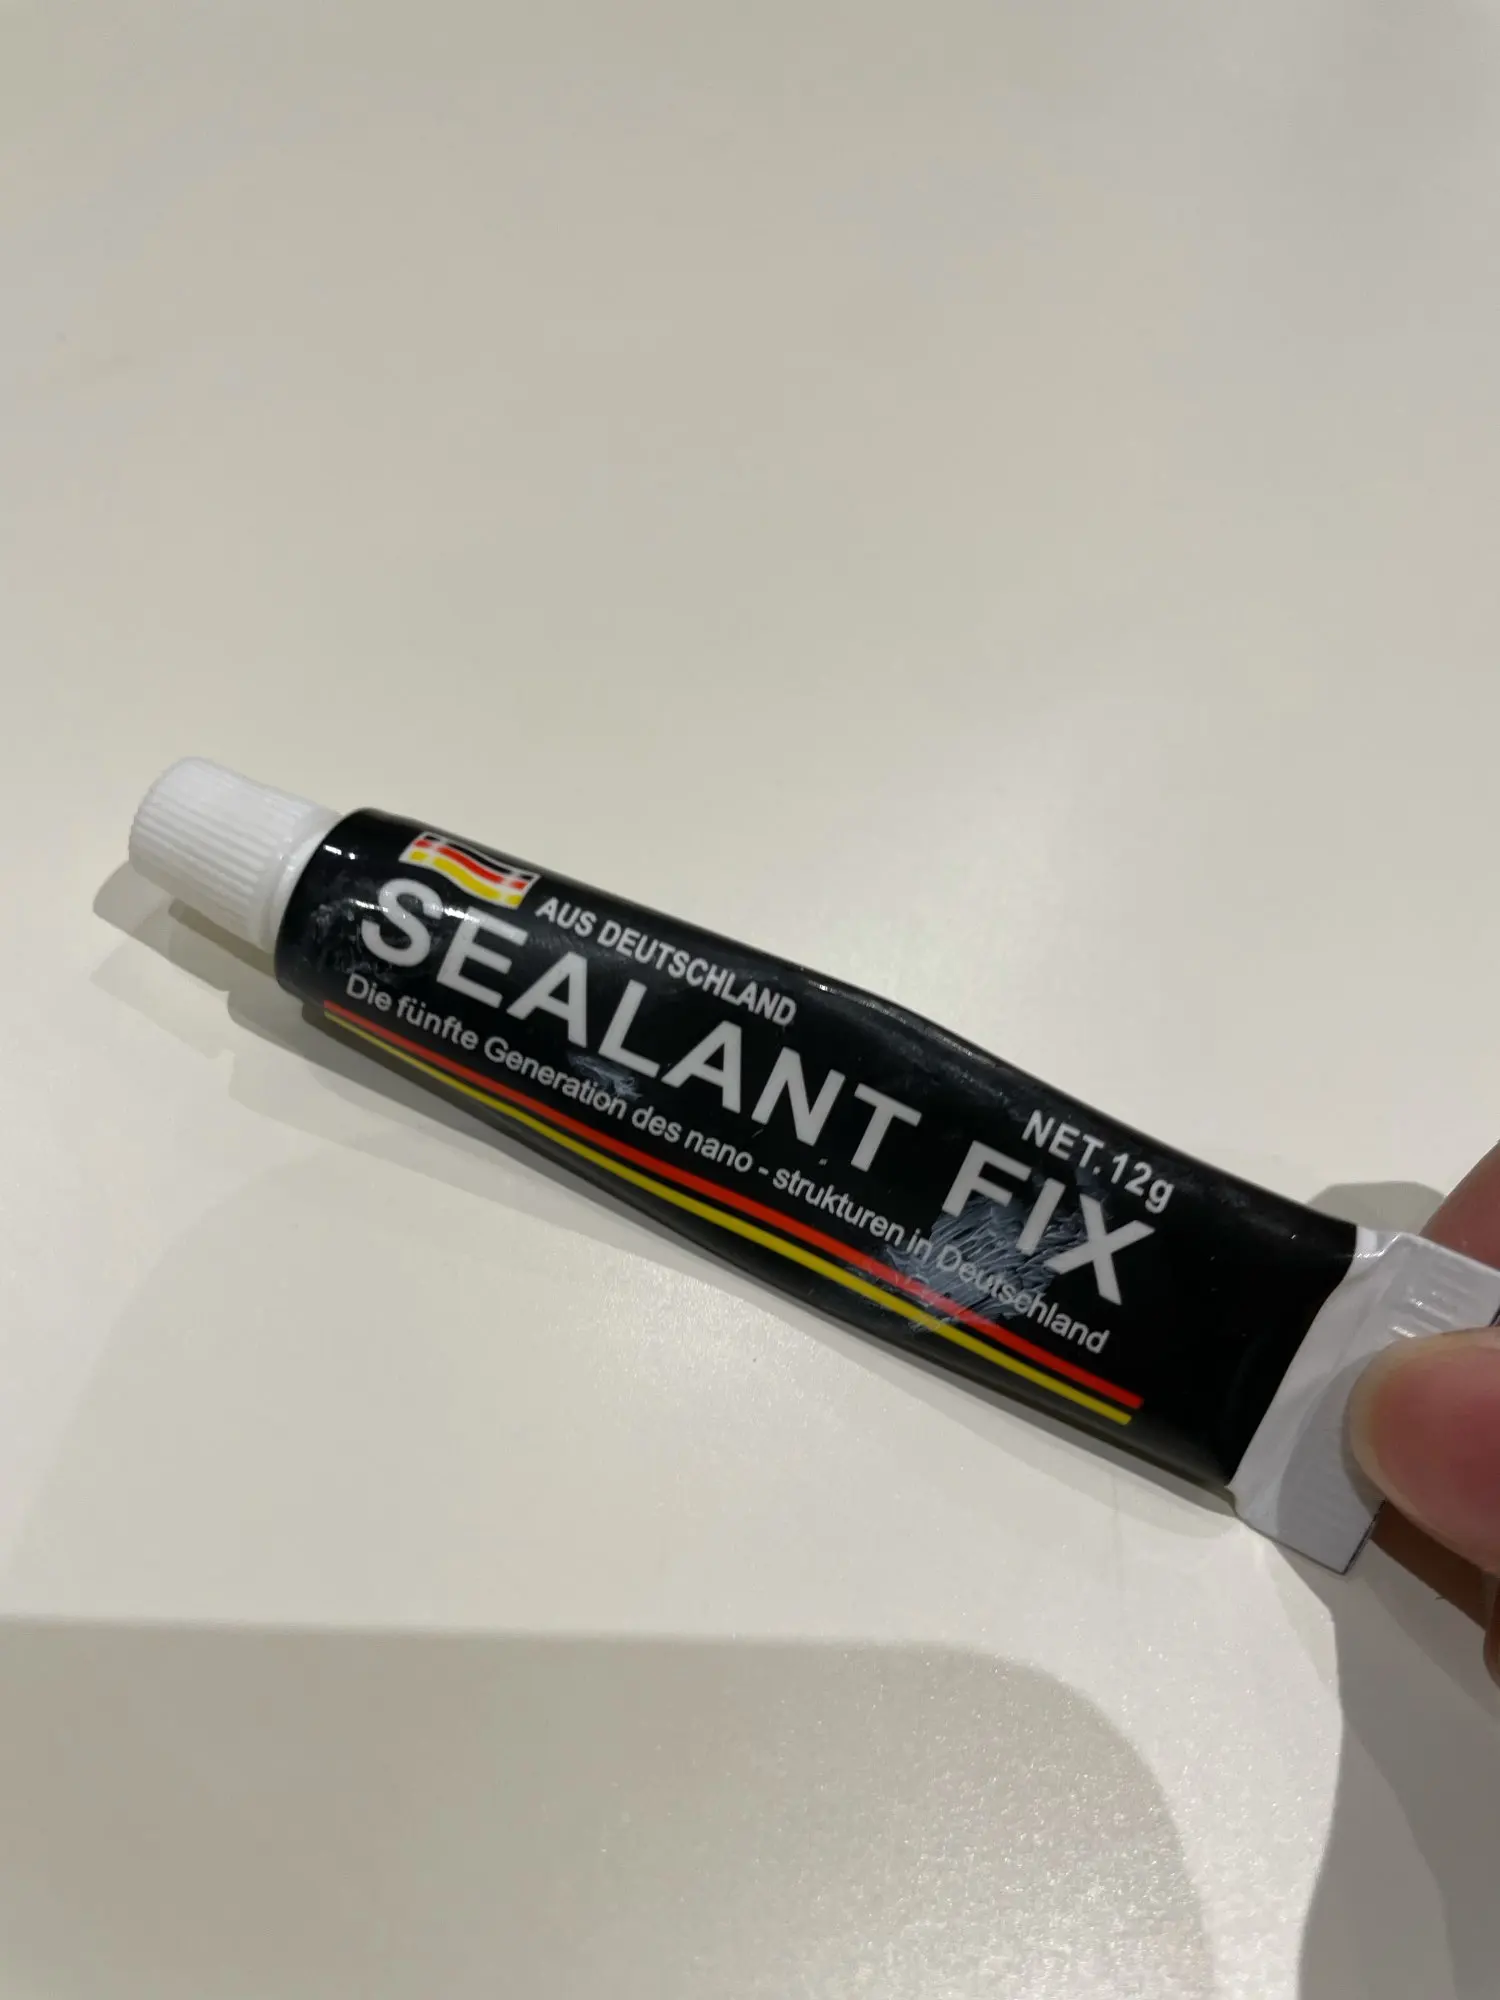 AUS DEUTSCHLAND
SEALANT FIX
NET.12g
Die fünfte Generation des nano - strukturen in Deutschland